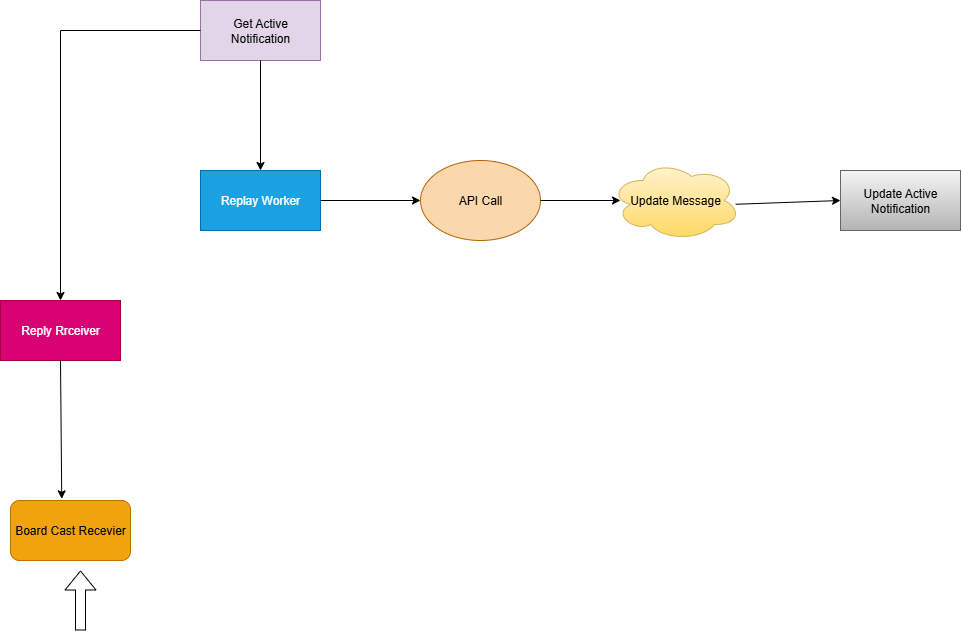 Get Active
Notification
Replay Worker
API Call
Update Message
Update Active
Notification
Reply Rrceiver
Board Cast Recevier